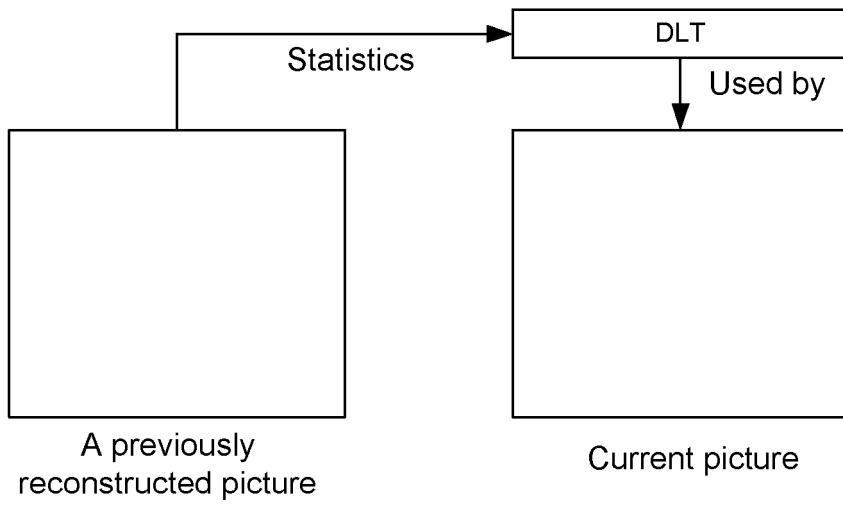 DLT
Statistics
Used by
A previously
reconstructed picture
Current picture